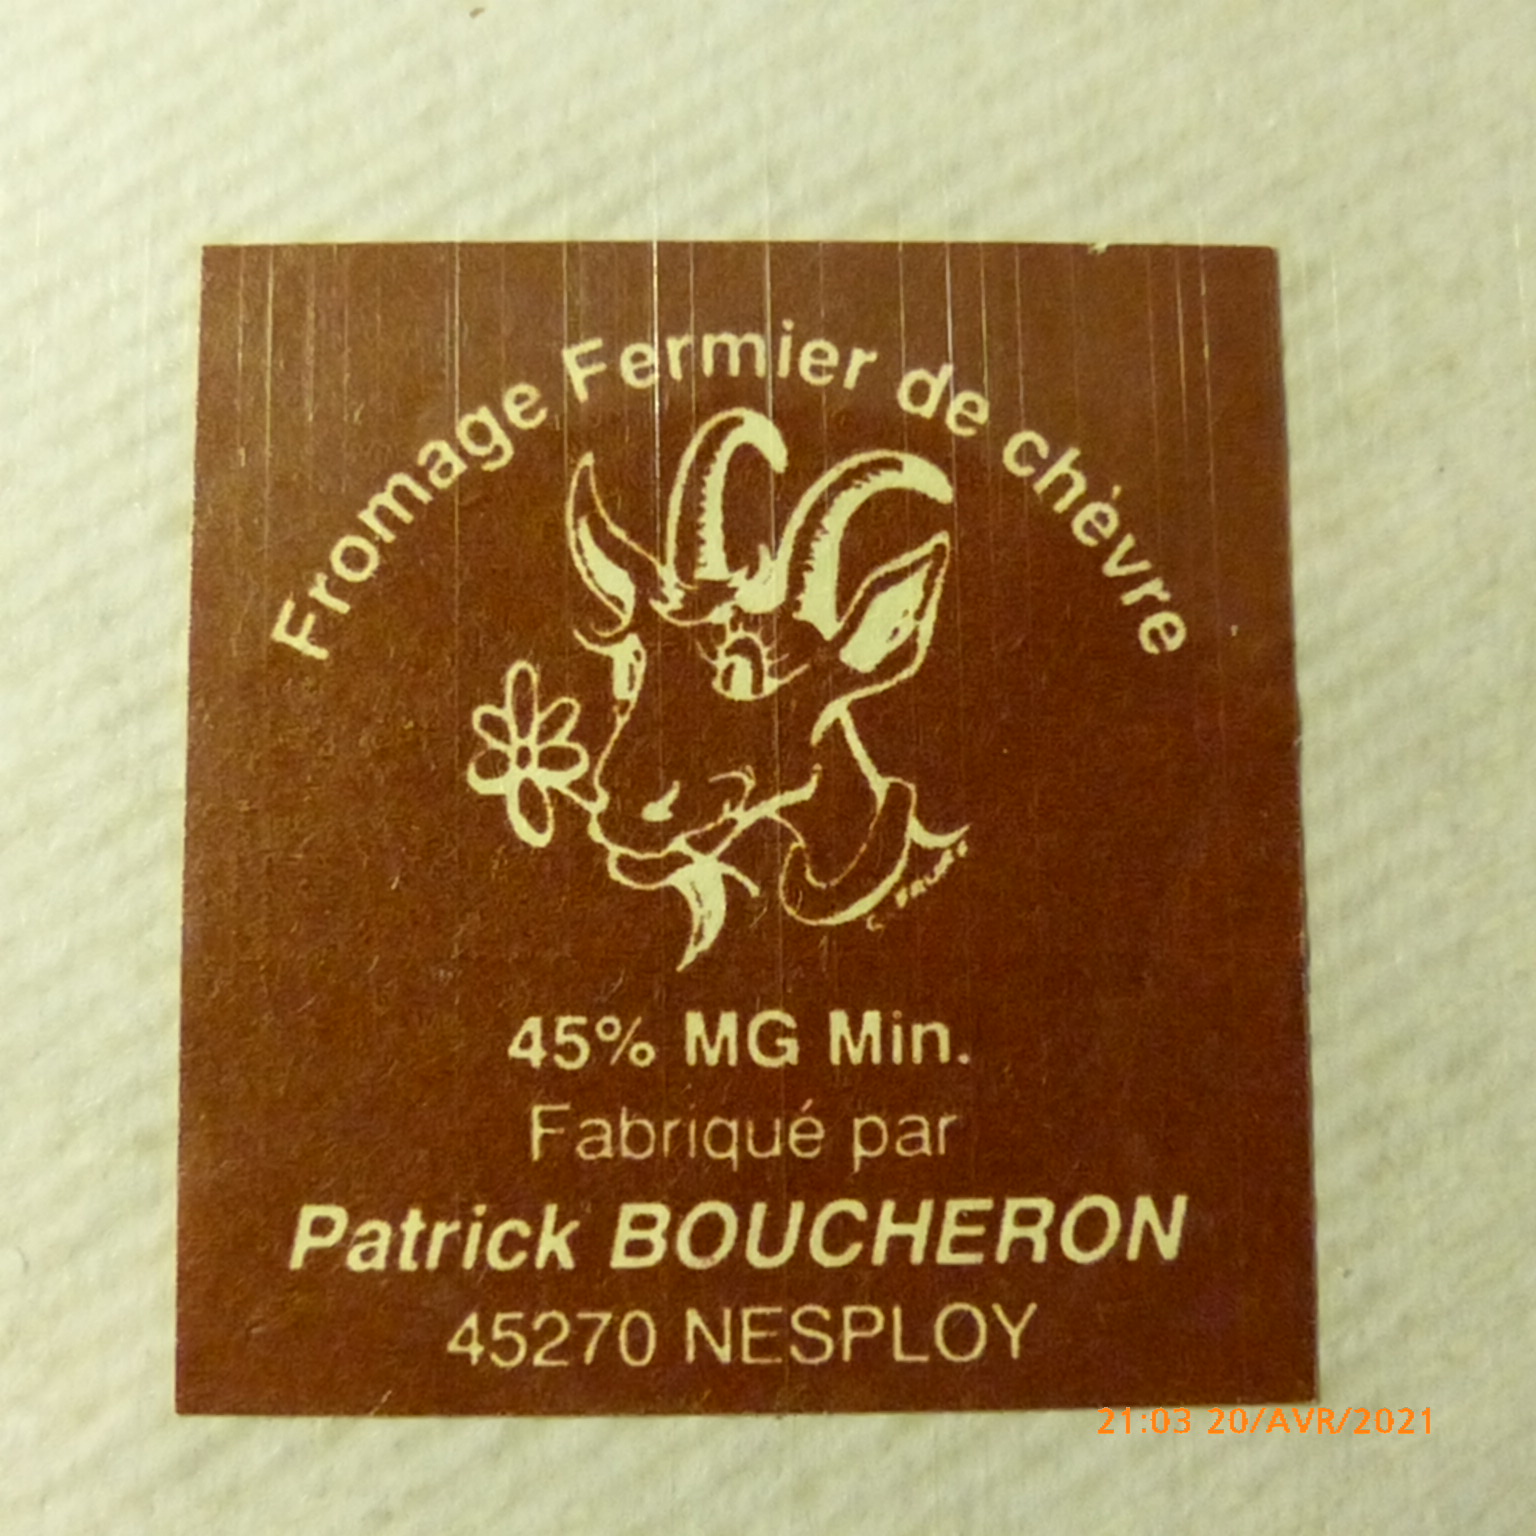 Fromage Fermier de chèvre
45% MG Min.
Fabriqué par
Patrick BOUCHERON
45270 NESPLOY
21:03 20/AVR/2021